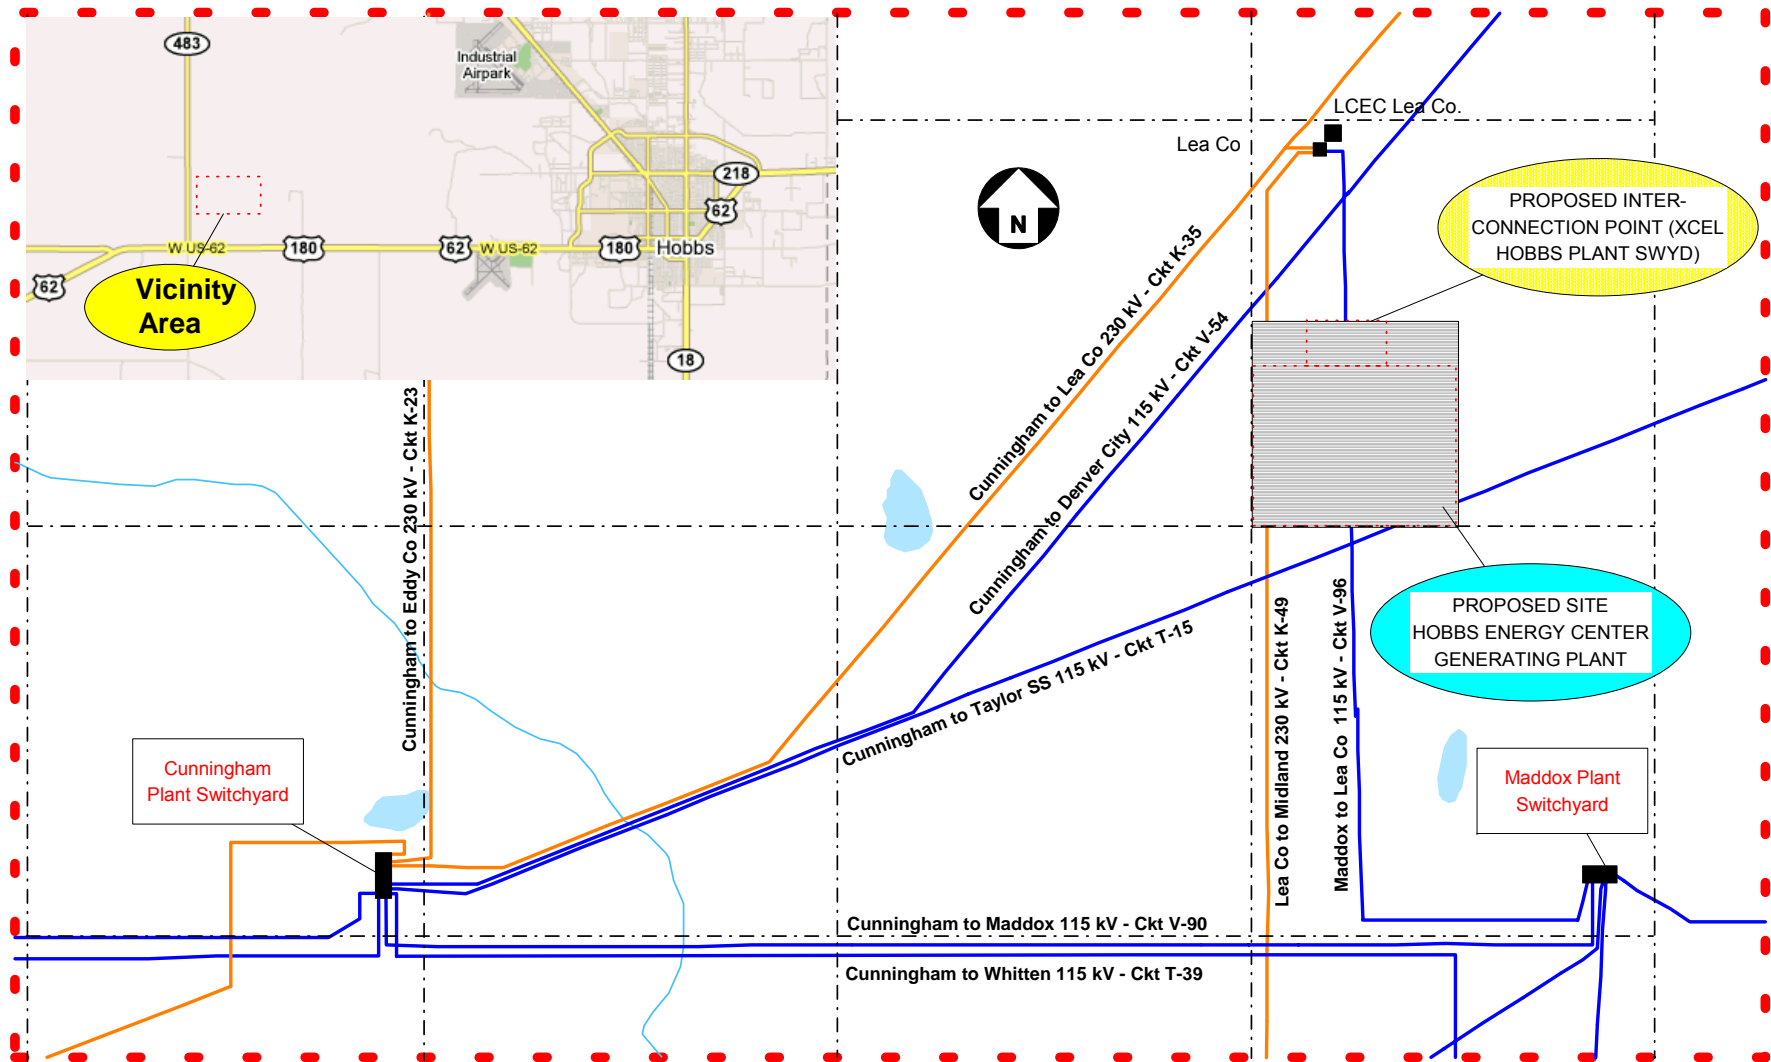 483
Industrial
Airpark
218
62
W US-62
180
62
W US-62
180
Hobbs
62
18
Vicinity
Area
LCEC Lea Co.
Lea Co
N
PROPOSED INTER-
CONNECTION POINT (XCEL
HOBBS PLANT SWYD)
Cunningham to Lea Co 230 kV - Ckt K-35
Cunningham to Denver City 115 kV - Ckt V-54
Cunningham to Eddy Co 230 kV - Ckt K-23
Cunningham to Taylor SS 115 kV - Ckt T-15
Lea Co to Midland 230 kV - Ckt K-49
Maddox to Lea Co 115 kV - Ckt V-96
PROPOSED SITE
HOBBS ENERGY CENTER
GENERATING PLANT
Cunningham
Plant Switchyard
Maddox Plant
Switchyard
Cunningham to Maddox 115 kV - Ckt V-90
Cunningham to Whitten 115 kV - Ckt T-39